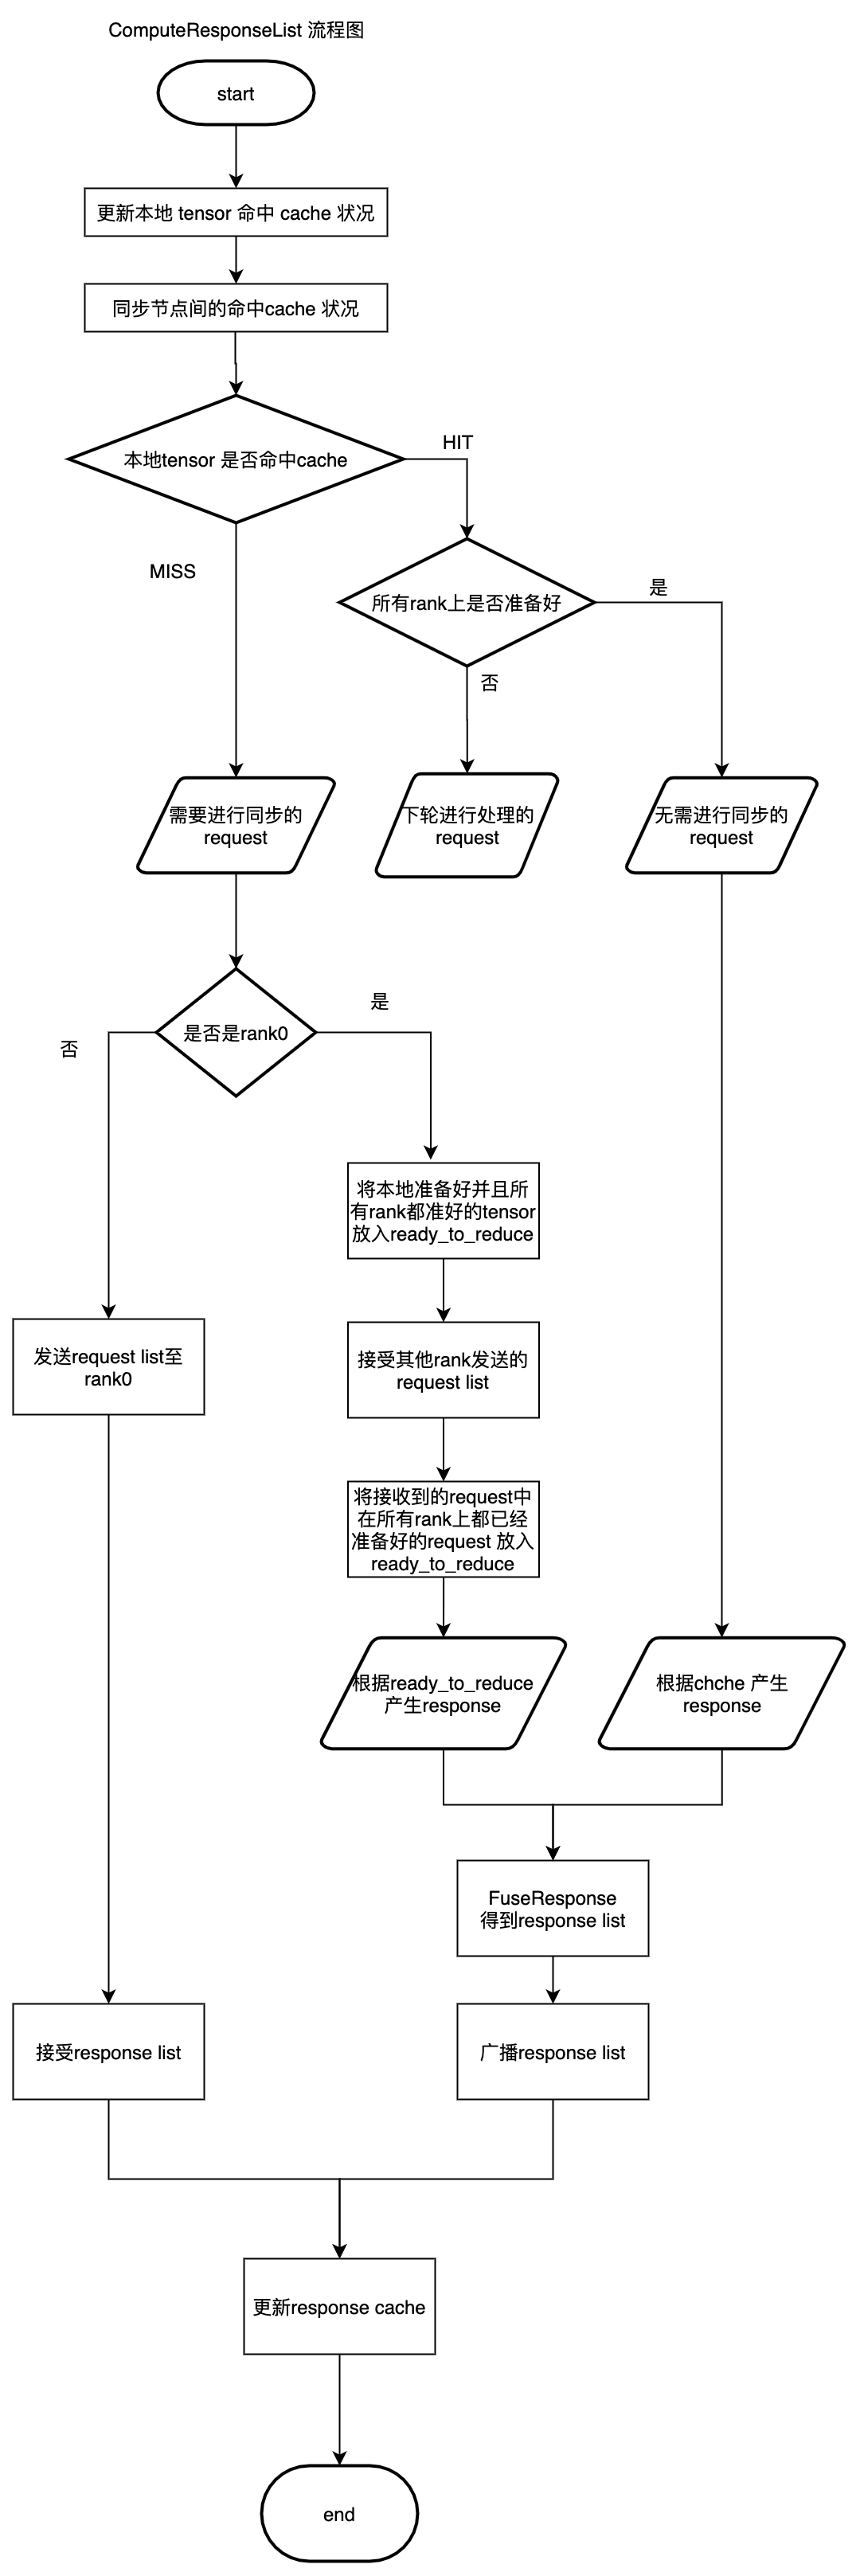 ComputeResponseList 流程图
start
更新本地 tensor 命中 cache 状况
同步节点间的命中cache 状况
本地tensor 是否命中cache
HIT
MISS
所有rank上是否准备好
是
否
需要进行同步的
request
下轮进行处理的
request
无需进行同步的
request
是否是rank0
是
否
将本地准备好并且所
有rank都准好的tensor
放入ready_to_reduce
发送request list至
rank0
接受其他rank发送的
request list
将接收到的request中
在所有rank上都已经
准备好的request 放入
ready_to_reduce
根据ready_to_reduce
产生response
根据chche 产生
response
FuseResponse
得到response list
接受response list
广播response list
更新response cache
end